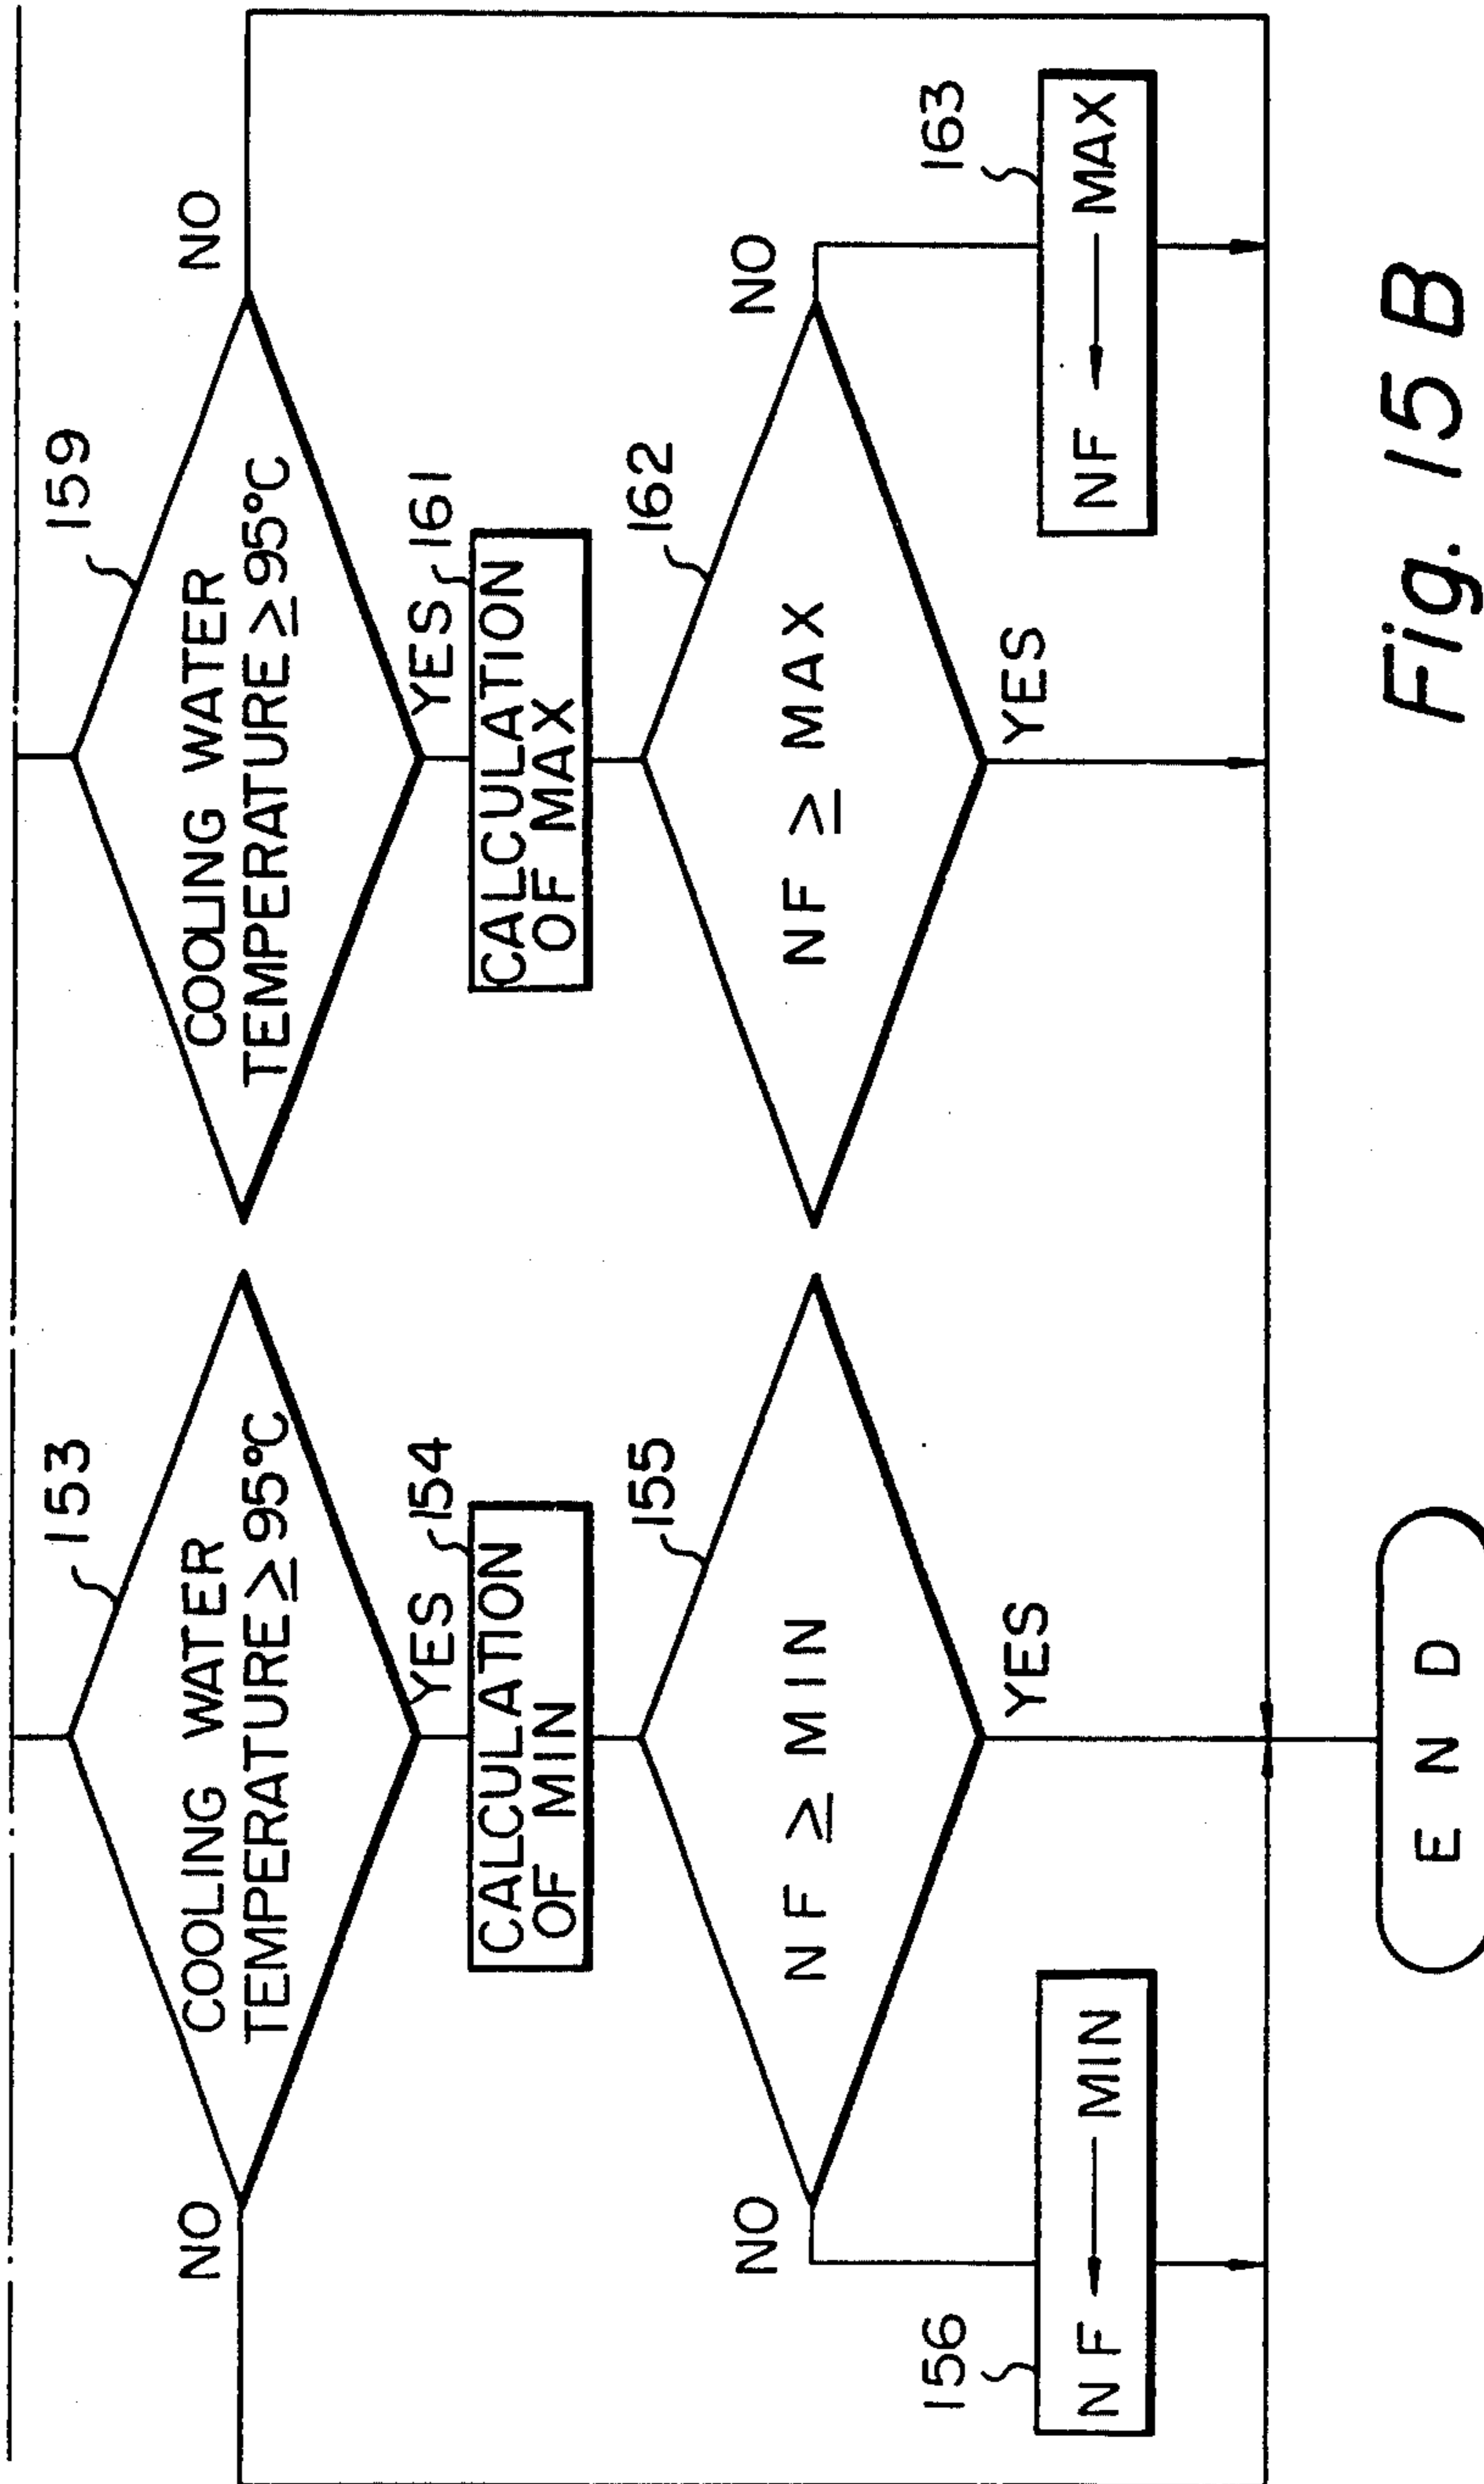 153
COOLING WATER
TEMPERATURE ≥ 95°C
NO
YES
154
CALCULATION
OF MIN
155
NF ≥ MIN
NO
YES
156
NF ← MIN
159
COOLING WATER
TEMPERATURE ≥ 95°C
NO
YES
161
CALCULATION
OF MAX
162
NF ≥ MAX
NO
YES
163
NF ← MAX
END
Fig. 15B